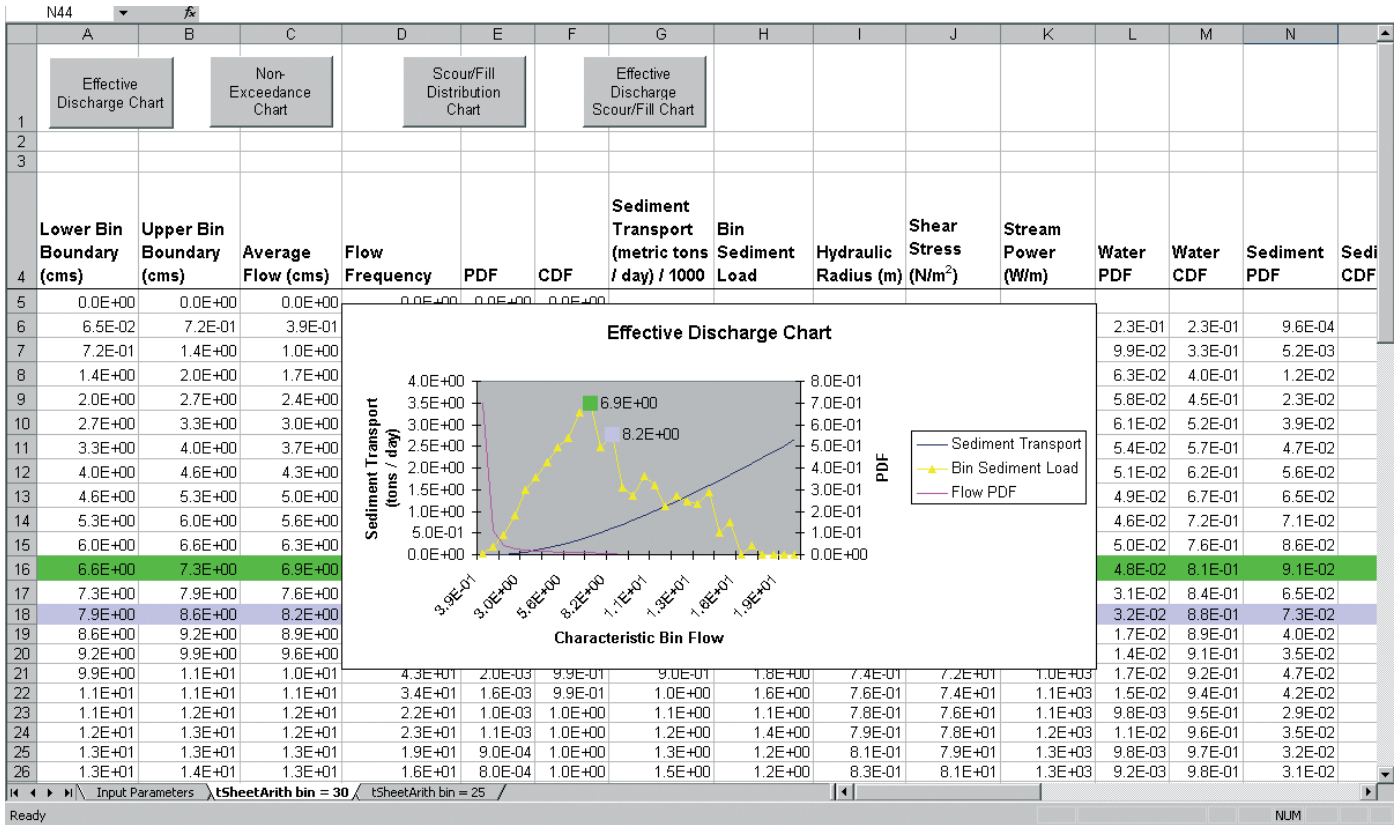 N44 fx
A B C D E F G H I J K L M N
Effective Discharge Chart
Non-Exceedance Chart
Scour/Fill Distribution Chart
Effective Discharge Scour/Fill Chart
1
2
3
4 Lower Bin Boundary (cms) Upper Bin Boundary (cms) Average Flow (cms) Flow Frequency PDF CDF Sediment Transport (metric tons / day) / 1000 Bin Sediment Load Hydraulic Radius (m) Shear Stress (N/m²) Stream Power (W/m) Water PDF Water CDF Sediment PDF Sedi CDF
5 0.0E+00 0.0E+00 0.0E+00 0.0E+00 0.0E+00 0.0E+00
6 6.5E-02 7.2E-01 3.9E-01 2.3E-01 2.3E-01 9.6E-04
7 7.2E-01 1.4E+00 1.0E+00 9.9E-02 3.3E-01 5.2E-03
8 1.4E+00 2.0E+00 1.7E+00 6.3E-02 4.0E-01 1.2E-02
9 2.0E+00 2.7E+00 2.4E+00 5.8E-02 4.5E-01 2.3E-02
10 2.7E+00 3.3E+00 3.0E+00 6.1E-02 5.2E-01 3.9E-02
11 3.3E+00 4.0E+00 3.7E+00 5.4E-02 5.7E-01 4.7E-02
12 4.0E+00 4.6E+00 4.3E+00 5.1E-02 6.2E-01 5.6E-02
13 4.6E+00 5.3E+00 5.0E+00 4.9E-02 6.7E-01 6.5E-02
14 5.3E+00 6.0E+00 5.6E+00 4.6E-02 7.2E-01 7.1E-02
15 6.0E+00 6.6E+00 6.3E+00 5.0E-02 7.6E-01 8.6E-02
16 6.6E+00 7.3E+00 6.9E+00 4.8E-02 8.1E-01 9.1E-02
17 7.3E+00 7.9E+00 7.6E+00 3.1E-02 8.4E-01 6.5E-02
18 7.9E+00 8.6E+00 8.2E+00 3.2E-02 8.8E-01 7.3E-02
19 8.6E+00 9.2E+00 8.9E+00 1.7E-02 8.9E-01 4.0E-02
20 9.2E+00 9.9E+00 9.6E+00 1.4E-02 9.1E-01 3.5E-02
21 9.9E+00 1.1E+01 1.0E+01 4.3E+01 2.0E-03 9.9E-01 9.0E-01 1.8E+00 7.4E-01 7.2E+01 1.0E+03 1.7E-02 9.2E-01 4.7E-02
22 1.1E+01 1.1E+01 1.1E+01 3.4E+01 1.6E-03 9.9E-01 1.0E+00 1.6E+00 7.6E-01 7.4E+01 1.1E+03 1.5E-02 9.4E-01 4.2E-02
23 1.1E+01 1.2E+01 1.2E+01 2.2E+01 1.0E-03 1.0E+00 1.1E+00 1.1E+00 7.8E-01 7.6E+01 1.1E+03 9.8E-03 9.5E-01 2.9E-02
24 1.2E+01 1.3E+01 1.2E+01 2.3E+01 1.1E-03 1.0E+00 1.2E+00 1.4E+00 7.9E-01 7.8E+01 1.2E+03 1.1E-02 9.6E-01 3.5E-02
25 1.3E+01 1.3E+01 1.3E+01 1.9E+01 9.0E-04 1.0E+00 1.3E+00 1.2E+00 8.1E-01 7.9E+01 1.3E+03 9.8E-03 9.7E-01 3.2E-02
26 1.3E+01 1.4E+01 1.3E+01 1.6E+01 8.0E-04 1.0E+00 1.5E+00 1.2E+00 8.3E-01 8.1E+01 1.3E+03 9.2E-03 9.8E-01 3.1E-02
Effective Discharge Chart
Sediment Transport
(tons / day)
4.0E+00
3.5E+00
3.0E+00
2.5E+00
2.0E+00
1.5E+00
1.0E+00
5.0E-01
0.0E+00
6.9E+00
8.2E+00
8.0E-01
7.0E-01
6.0E-01
5.0E-01
4.0E-01
3.0E-01
2.0E-01
1.0E-01
0.0E+00
PDF
3.9E-01 3.0E+00 5.6E+00 8.2E+00 1.1E+01 1.3E+01 1.6E+01 1.9E+01
Characteristic Bin Flow
Sediment Transport
Bin Sediment Load
Flow PDF
Input Parameters tSheetArith bin = 30 tSheetArith bin = 25
Ready NUM